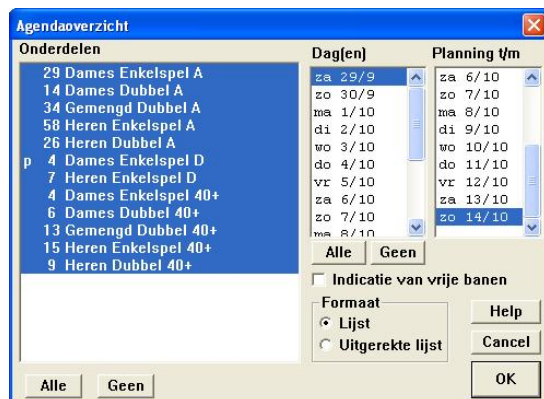 Agendaoverzicht
Onderdelen
29 Dames Enkelspel A
14 Dames Dubbel A
34 Gemengd Dubbel A
58 Heren Enkelspel A
26 Heren Dubbel A
p 4 Dames Enkelspel D
7 Heren Enkelspel D
4 Dames Enkelspel 40+
6 Dames Dubbel 40+
13 Gemengd Dubbel 40+
15 Heren Enkelspel 40+
9 Heren Dubbel 40+
Alle Geen
Dag(en)
za 29/9
zo 30/9
ma 1/10
di 2/10
wo 3/10
do 4/10
vr 5/10
za 6/10
zo 7/10
ma 8/10
Alle Geen
Planning t/m
za 6/10
zo 7/10
ma 8/10
di 9/10
wo 10/10
do 11/10
vr 12/10
za 13/10
zo 14/10
Indicatie van vrije banen
Formaat
Lijst
Uitgerekte lijst
Help
Cancel
OK